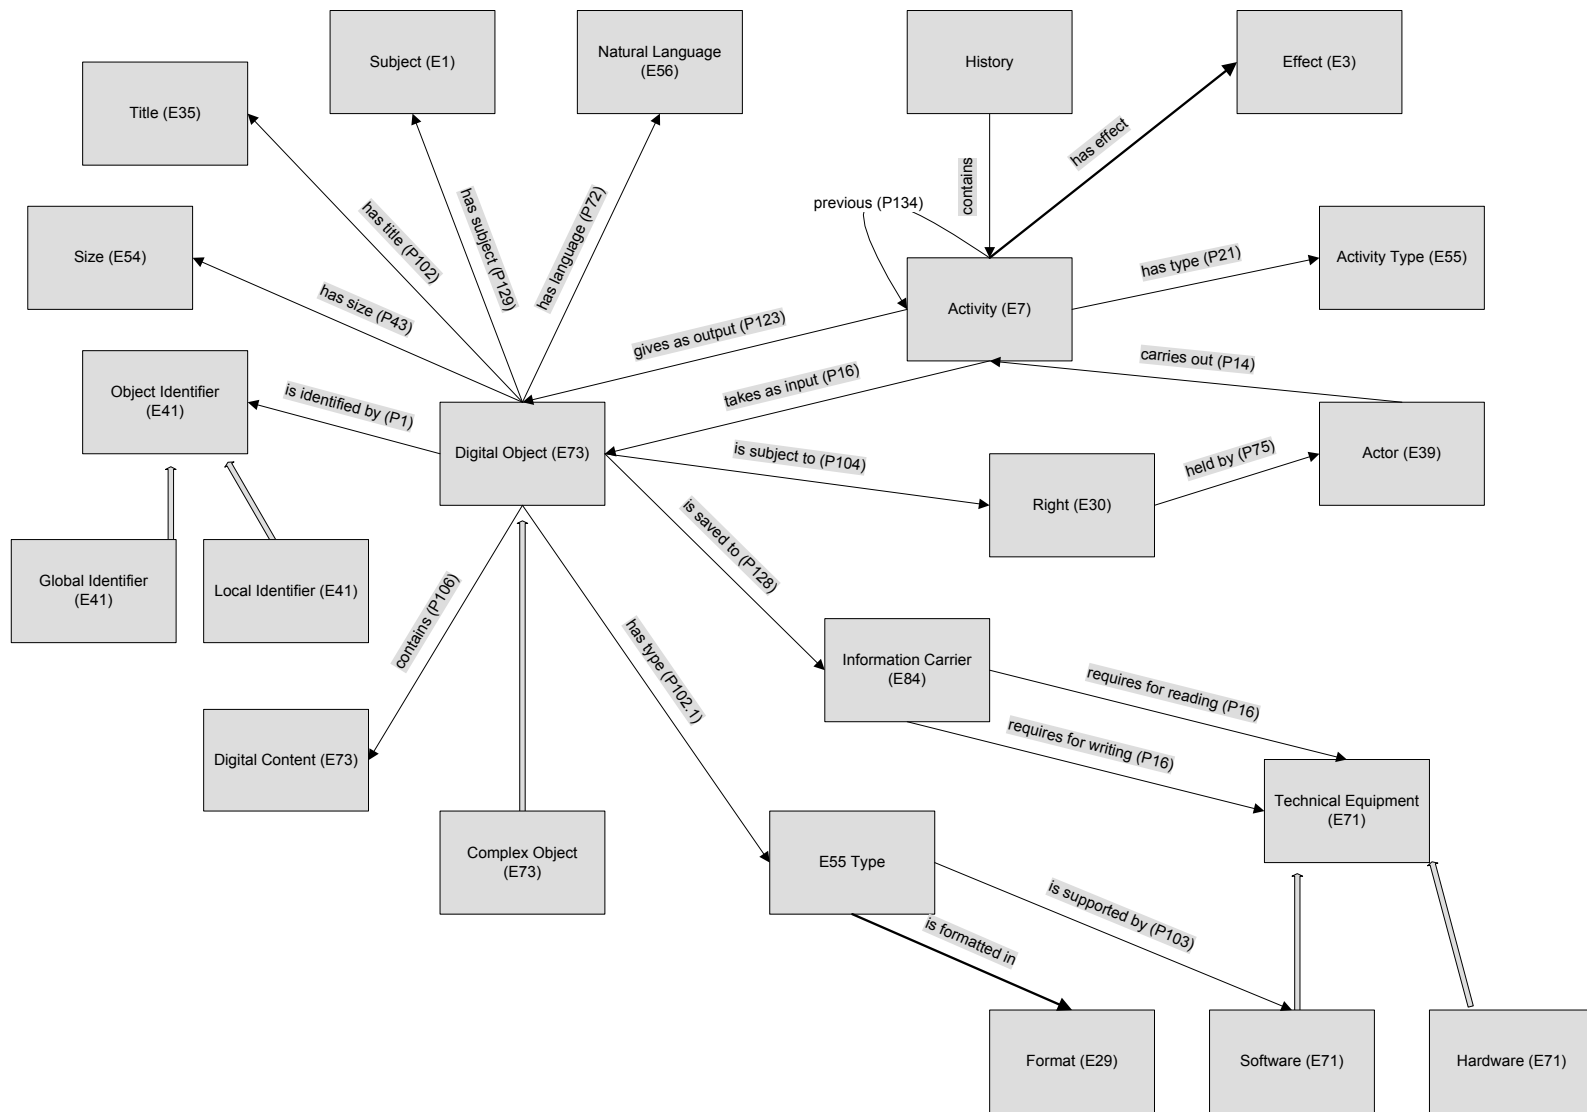 Subject (E1)
Natural Language
(E56)
History
Effect (E3)
Title (E35)
has effect
contains
previous (P134)
has title (P102)
has subject (P129)
has language (P72)
Size (E54)
Activity Type (E55)
has type (P21)
has size (P43)
Activity (E7)
gives as output (P123)
carries out (P14)
takes as input (P16)
Object Identifier
(E41)
is identified by (P1)
Digital Object (E73)
is subject to (P104)
held by (P75)
Actor (E39)
Right (E30)
is saved to (P128)
Global Identifier
(E41)
Local Identifier (E41)
contains (P106)
has type (P102.1)
Information Carrier
(E84)
requires for reading (P16)
requires for writing (P16)
Digital Content (E73)
Technical Equipment
(E71)
Complex Object
(E73)
E55 Type
is supported by (P103)
is formatted in
Format (E29)
Software (E71)
Hardware (E71)